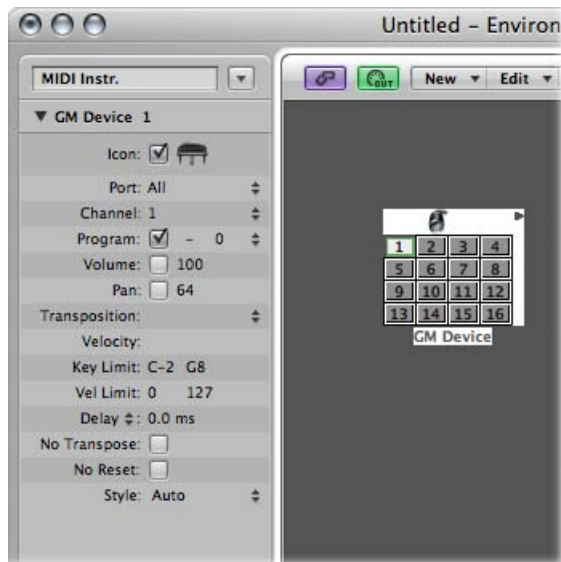 Untitled – Environ
MIDI Instr.
OUT New Edit
GM Device 1
Icon:
Port: All
Channel: 1
Program: – 0
Volume: 100
Pan: 64
Transposition:
Velocity:
Key Limit: C-2 G8
Vel Limit: 0 127
Delay : 0.0 ms
No Transpose:
No Reset:
Style: Auto
1 2 3 4
5 6 7 8
9 10 11 12
13 14 15 16
GM Device